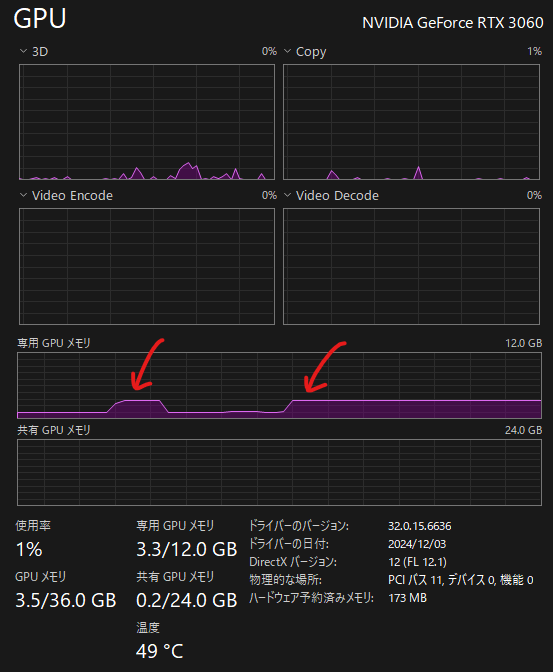 GPU
NVIDIA GeForce RTX 3060
3D 0%
Copy 1%
Video Encode 0%
Video Decode 0%
専用 GPU メモリ 12.0 GB
共有 GPU メモリ 24.0 GB
使用率
1%
専用 GPU メモリ
3.3/12.0 GB
GPU メモリ
3.5/36.0 GB
共有 GPU メモリ
0.2/24.0 GB
温度
49 °C
ドライバーのバージョン: 32.0.15.6636
ドライバーの日付: 2024/12/03
DirectX バージョン: 12 (FL 12.1)
物理的な場所: PCI バス 11, デバイス 0, 機能 0
ハードウェア予約済みメモリ: 173 MB